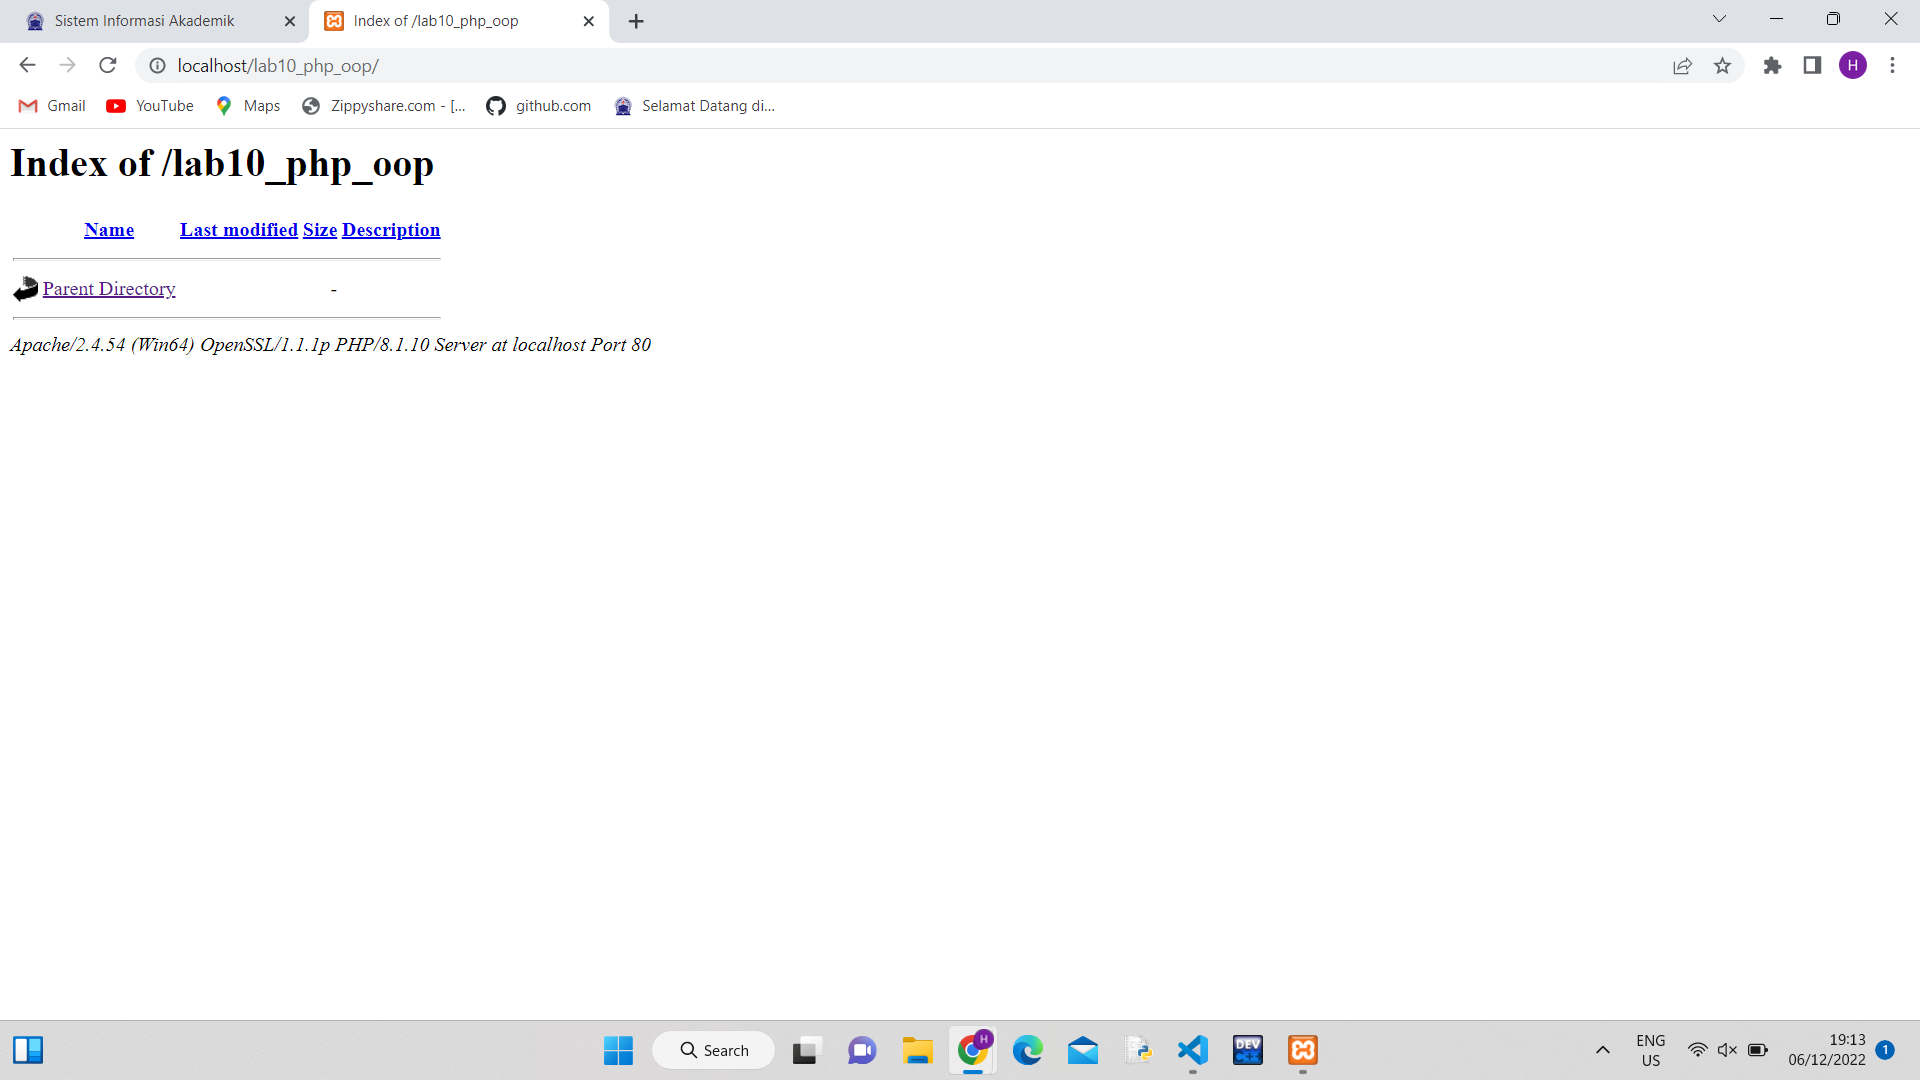 Sistem Informasi Akademik
Index of /lab10_php_oop
localhost/lab10_php_oop/
H
Gmail
YouTube
Maps
Zippyshare.com - [...
github.com
Selamat Datang di...
Index of /lab10_php_oop
Name Last modified Size Description
Parent Directory -
Apache/2.4.54 (Win64) OpenSSL/1.1.1p PHP/8.1.10 Server at localhost Port 80
Search
H
DEV
C++
ENG
US
19:13
06/12/2022
1